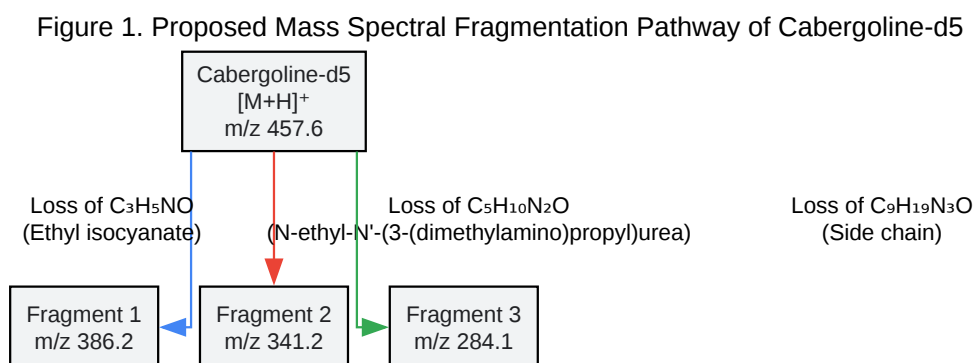 Figure 1. Proposed Mass Spectral Fragmentation Pathway of Cabergoline-d5
Cabergoline-d5
[M+H]⁺
m/z 457.6
Loss of C₃H₅NO
(Ethyl isocyanate)
Loss of C₅H₁₀N₂O
(N-ethyl-N'-(3-(dimethylamino)propyl)urea)
Loss of C₉H₁₉N₃O
(Side chain)
Fragment 1
m/z 386.2
Fragment 2
m/z 341.2
Fragment 3
m/z 284.1